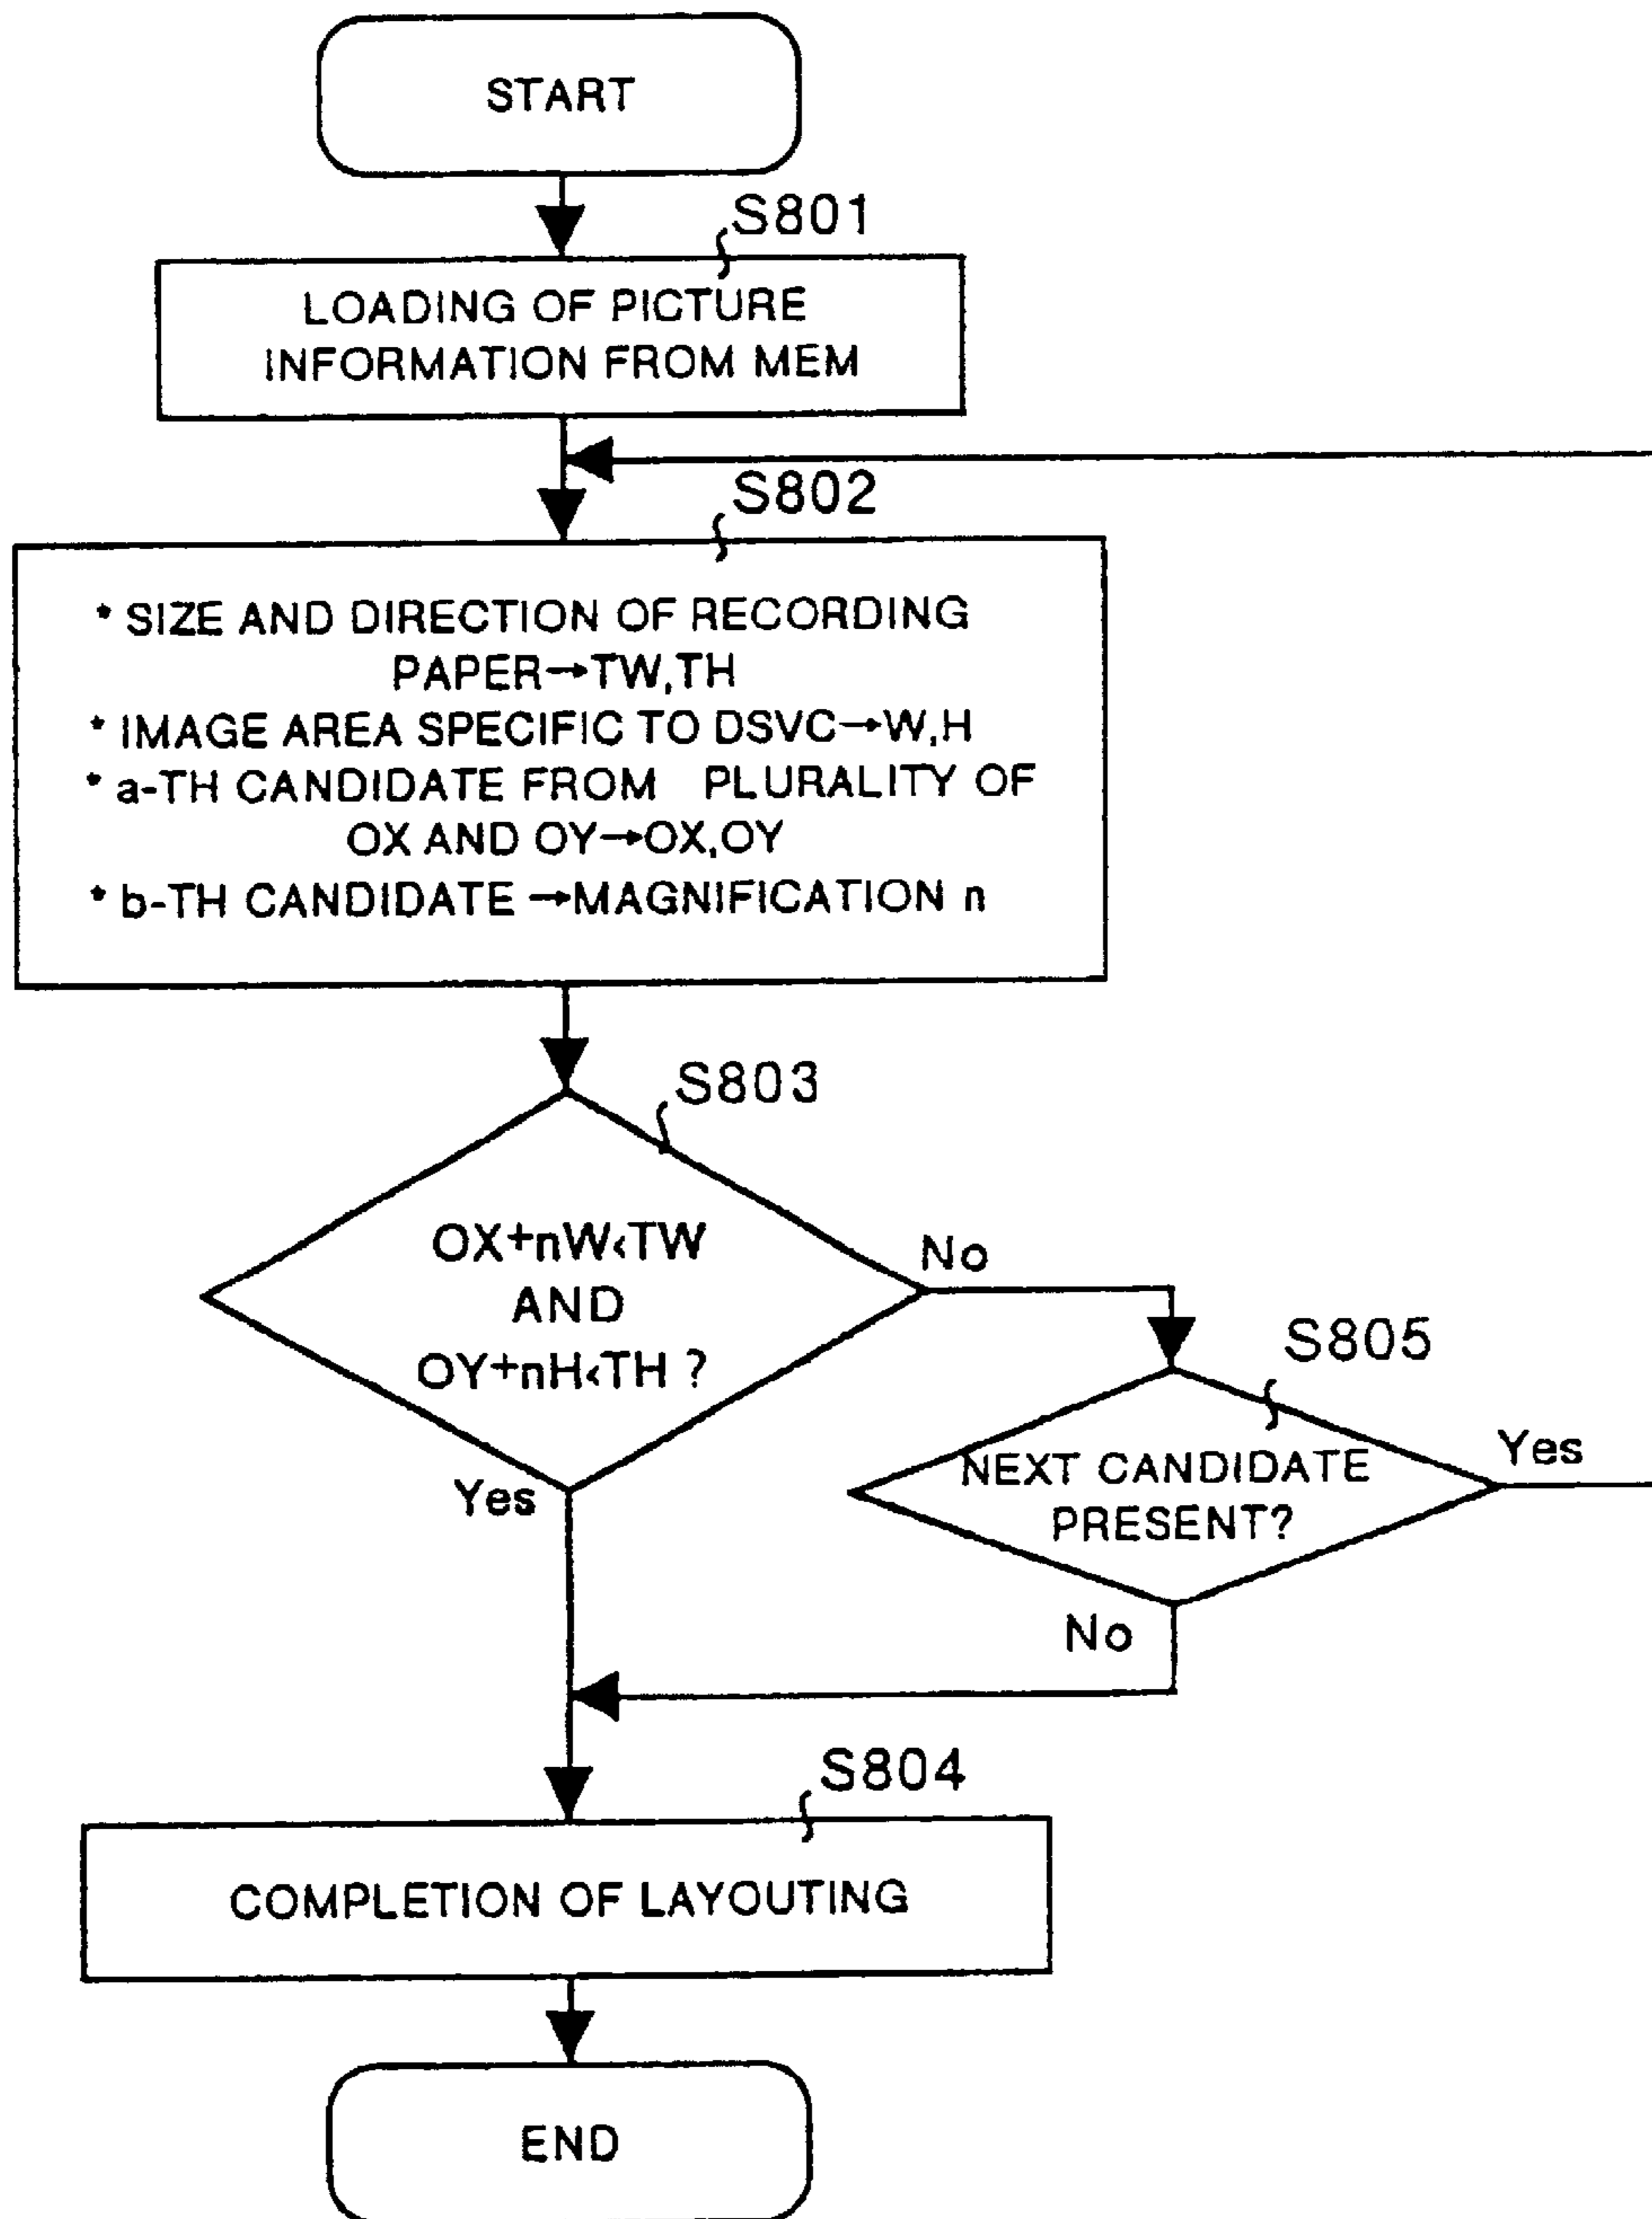 START
S801
LOADING OF PICTURE
INFORMATION FROM MEM
S802
* SIZE AND DIRECTION OF RECORDING
PAPER→TW,TH
* IMAGE AREA SPECIFIC TO DSVC→W,H
* a-TH CANDIDATE FROM PLURALITY OF
OX AND OY→OX,OY
* b-TH CANDIDATE →MAGNIFICATION n
S803
OX+nW<TW
AND
OY+nH<TH ?
No
Yes
S805
NEXT CANDIDATE
PRESENT?
Yes
No
S804
COMPLETION OF LAYOUTING
END